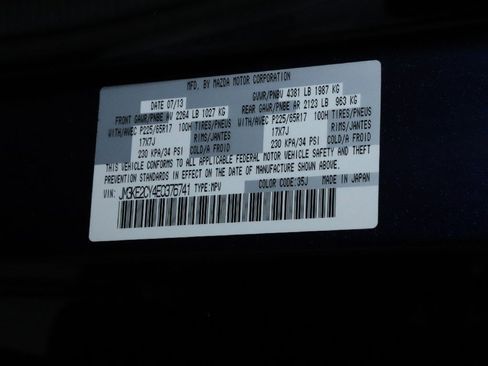 MFD. BY MAZDA MOTOR CORPORATION
DATE 07/13 GVWR/PNBV 4381 LB 1987 KG
FRONT GAWR/PNBE AV 2264 LB 1027 KG REAR GAWR/PNBE AR 2123 LB 963 KG
WITH/AVEC P225/65R17 100H TIRES/PNEUS WITH/AVEC P225/65R17 100H TIRES/PNEUS
17X7J RIMS/JANTES 17X7J RIMS/JANTES
230 KPA/34 PSI COLD/A FROID 230 KPA/34 PSI COLD/A FROID
THIS VEHICLE CONFORMS TO ALL APPLICABLE FEDERAL MOTOR VEHICLE SAFETY AND THEFT
PREVENTION STANDARDS IN EFFECT ON THE DATE OF MANUFACTURE SHOWN ABOVE.
VIN: JM3KE2CY4E0376741 TYPE:MPV COLOR CODE:35J MADE IN JAPAN